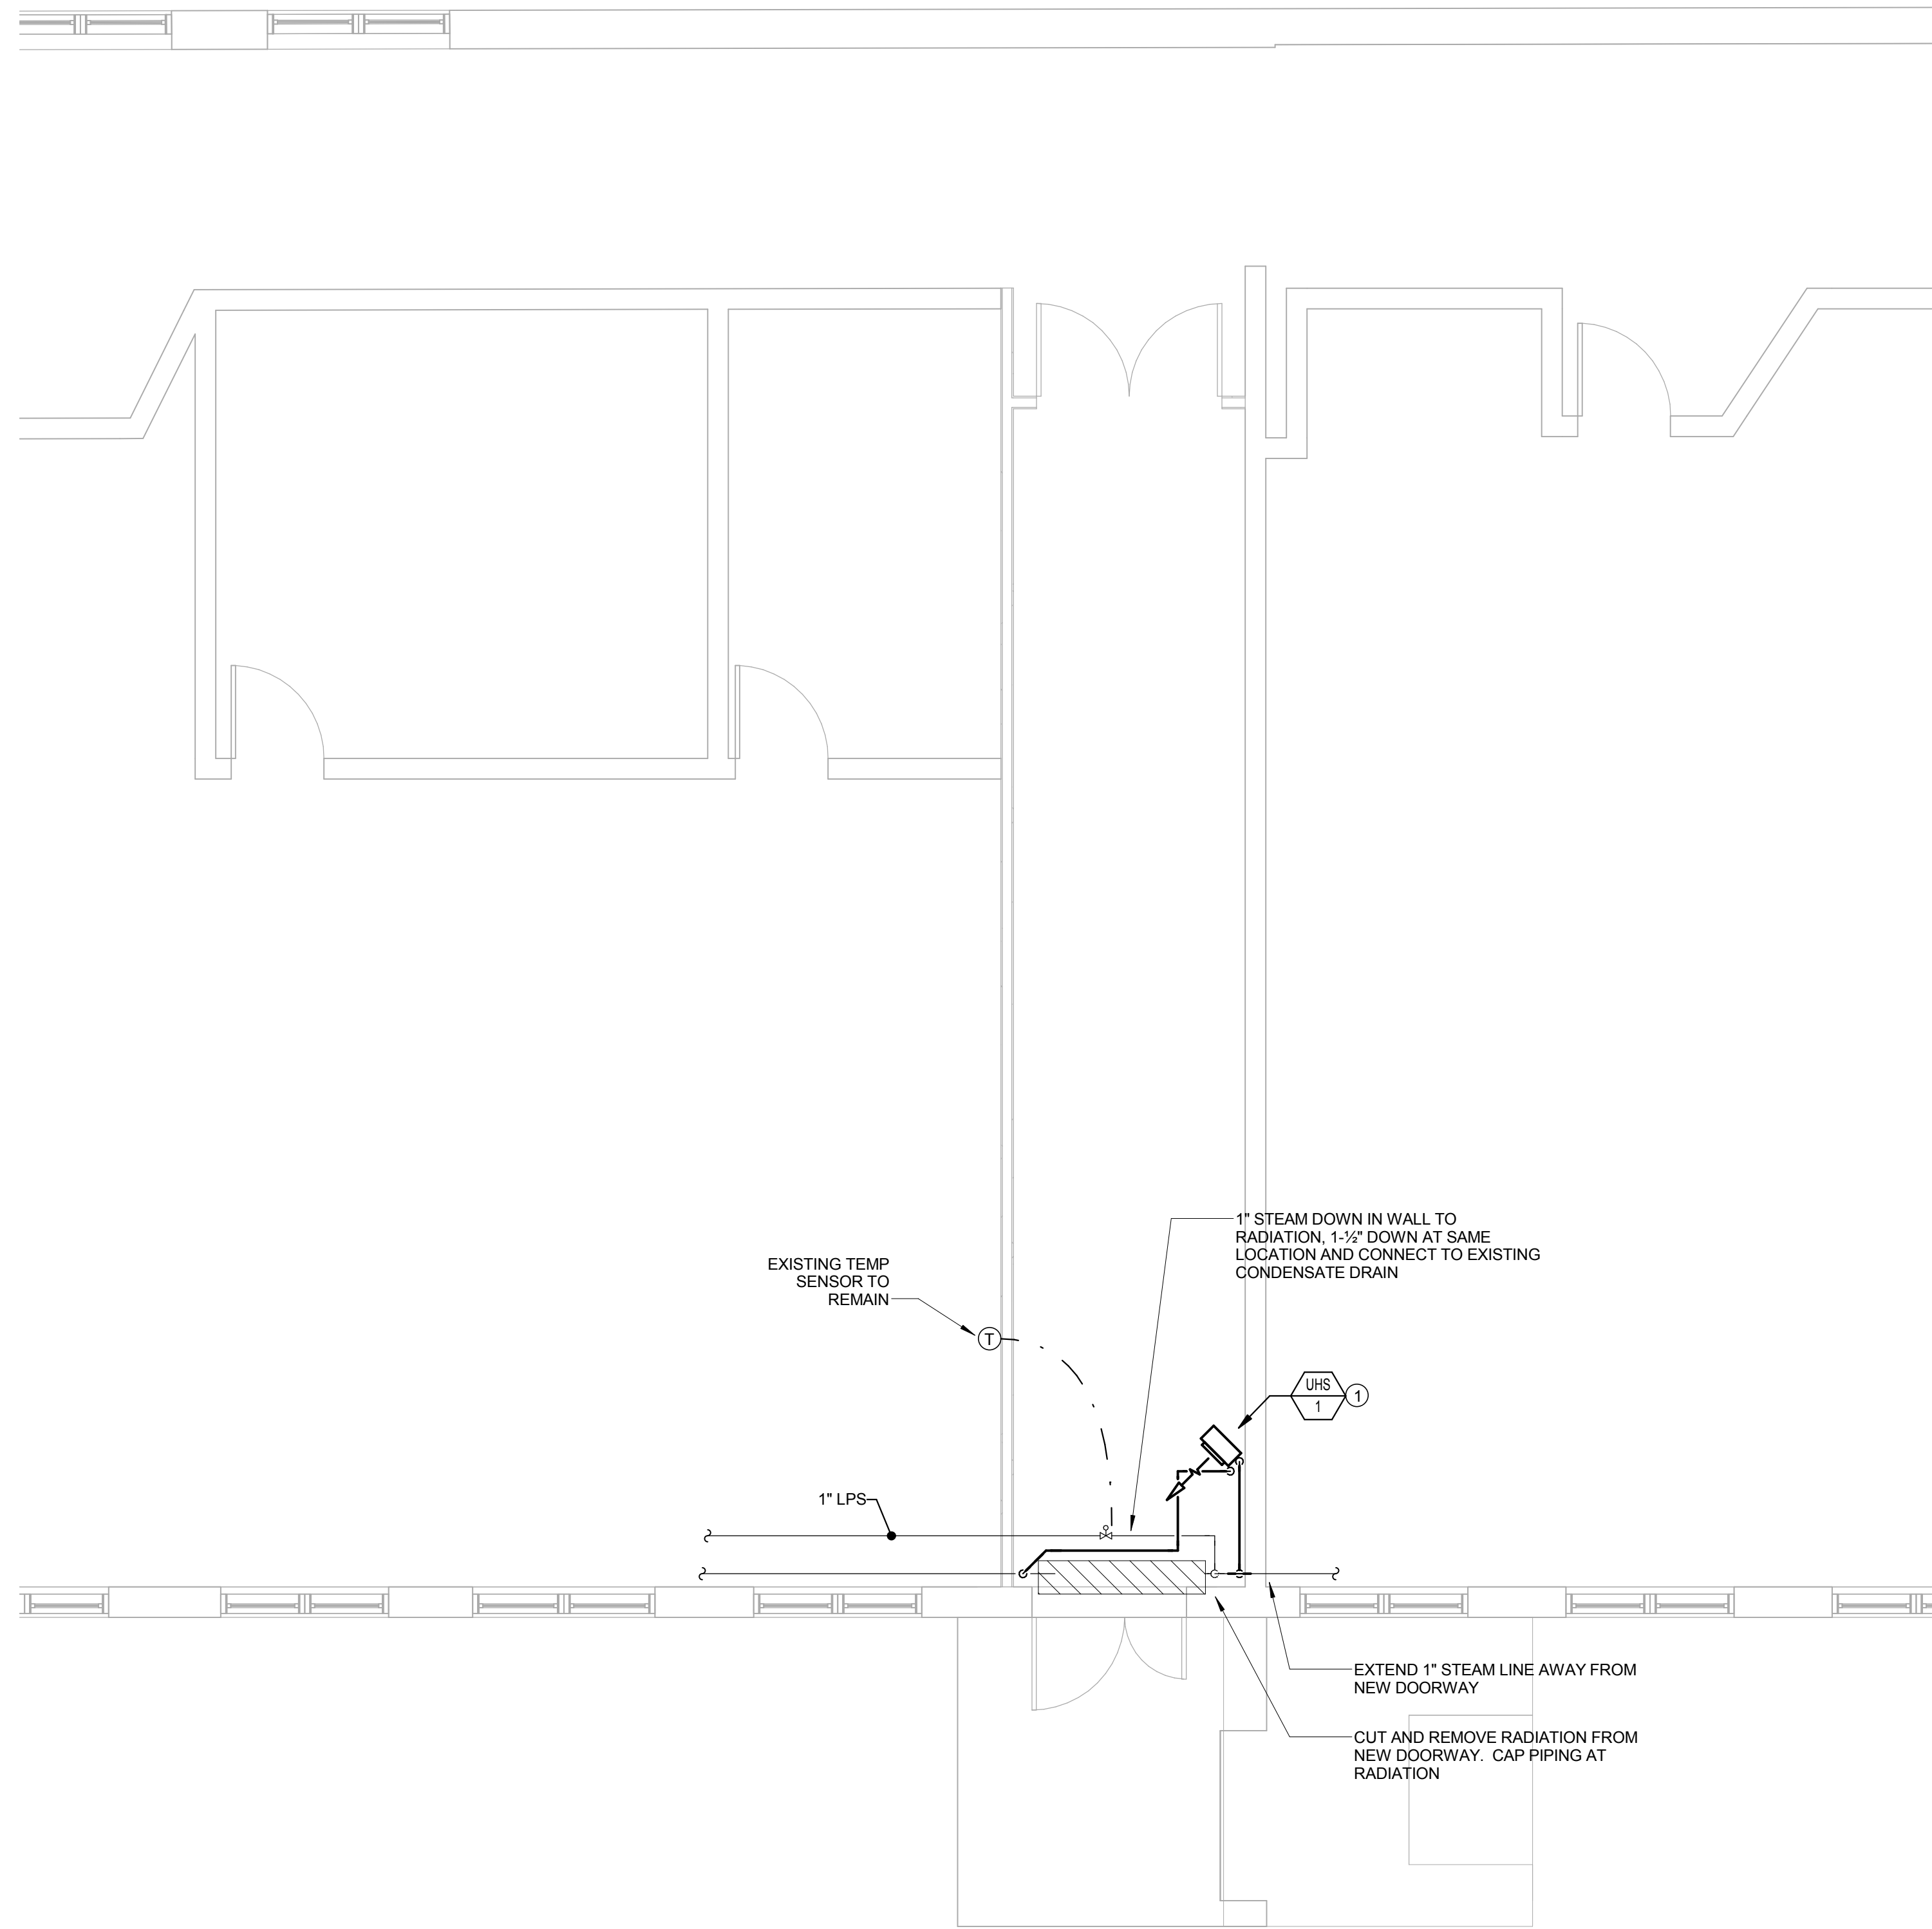 1" STEAM DOWN IN WALL TO
RADIATION, 1-½" DOWN AT SAME
LOCATION AND CONNECT TO EXISTING
CONDENSATE DRAIN
EXISTING TEMP
SENSOR TO
REMAIN
T
UHS
1
1
1" LPS
EXTEND 1" STEAM LINE AWAY FROM
NEW DOORWAY
CUT AND REMOVE RADIATION FROM
NEW DOORWAY. CAP PIPING AT
RADIATION